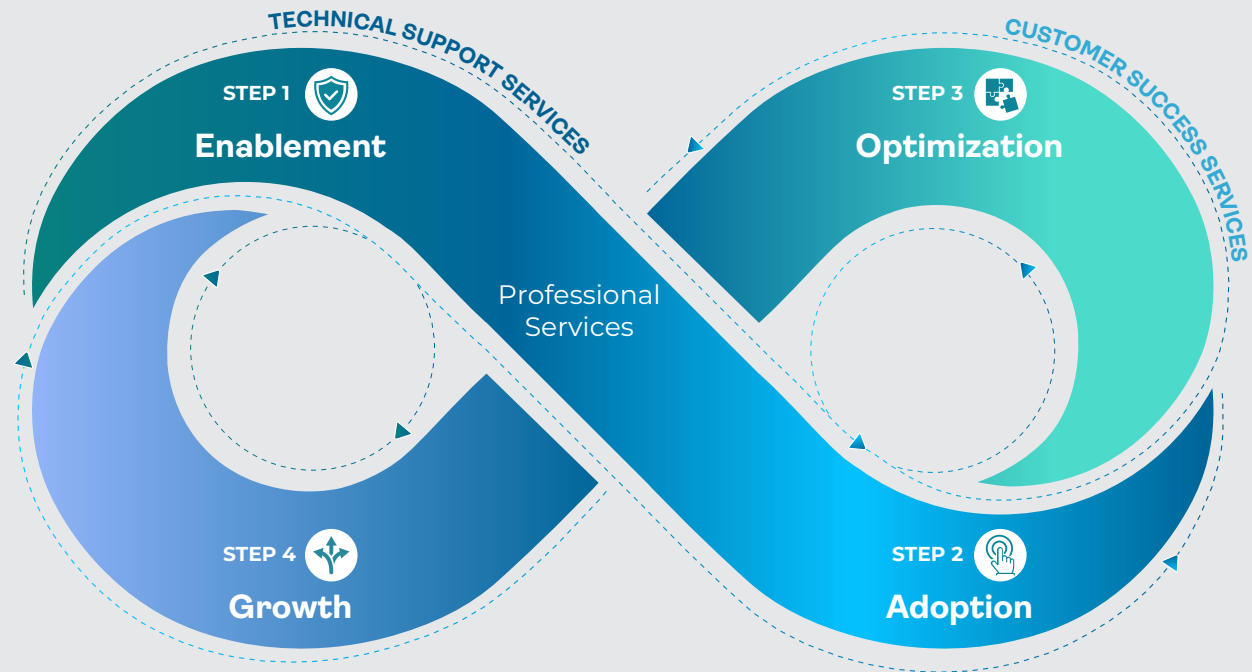 TECHNICAL SUPPORT SERVICES
CUSTOMER SUCCESS SERVICES
STEP 1
Enablement
STEP 3
Optimization
Professional
Services
STEP 4
Growth
STEP 2
Adoption